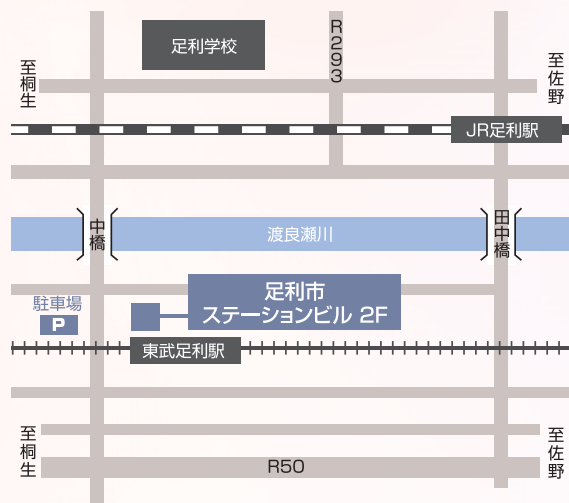 足利学校
R293
至桐生
至佐野
JR足利駅
中橋
渡良瀬川
田中橋
足利市
ステーションビル 2F
駐車場
P
東武足利駅
至桐生
R50
至佐野